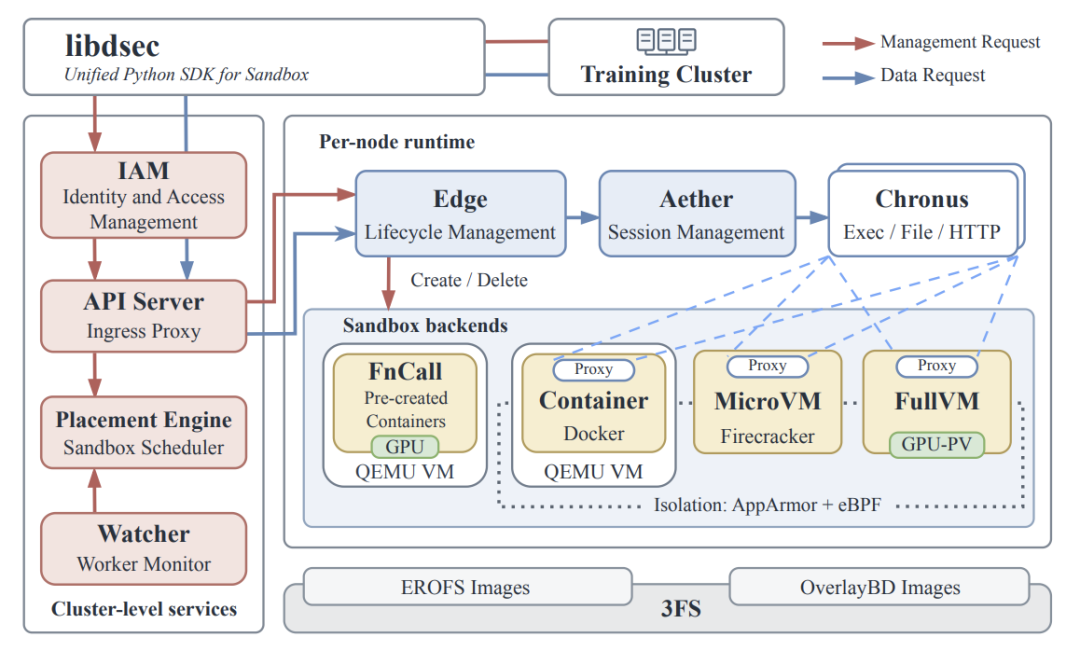 libdsec
Unified Python SDK for Sandbox
Training Cluster
Management Request
Data Request
IAM
Identity and Access
Management
API Server
Ingress Proxy
Placement Engine
Sandbox Scheduler
Watcher
Worker Monitor
Cluster-level services
Per-node runtime
Edge
Lifecycle Management
Aether
Session Management
Chronus
Exec / File / HTTP
Create / Delete
Sandbox backends
FnCall
Pre-created
Containers
GPU
QEMU VM
Proxy
Container
Docker
QEMU VM
Proxy
MicroVM
Firecracker
Proxy
FullVM
GPU-PV
Isolation: AppArmor + eBPF
EROFS Images
OverlayBD Images
3FS